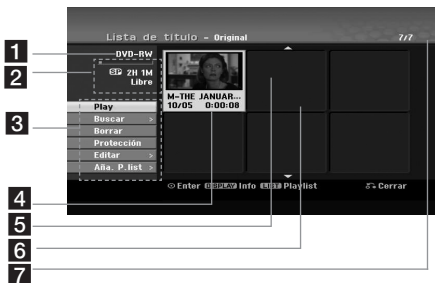 Lista de título - Original 7/7
1
DVD-RW
2
SP 2H 1M
Libre
M-THE JANUAR...
10/05 0:00:08
3
Play
Buscar >
Borrar
Protección
Editar >
Aña. P.list >
Enter DISPLAY Info LIST Playlist Cerrar
4
5
6
7